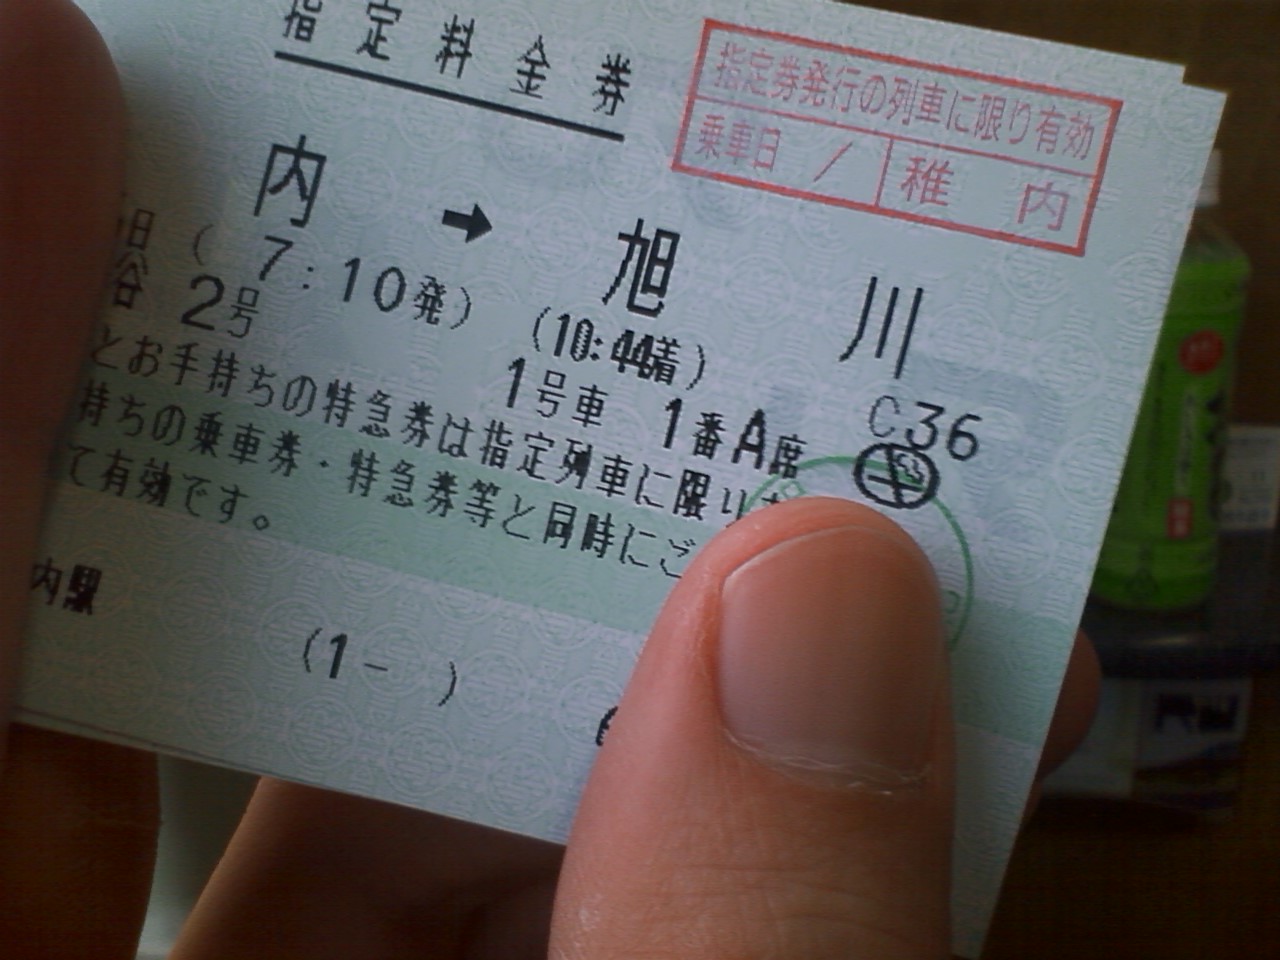 指定料金券
指定券発行の列車に限り有効
乗車日 / 稚内
内 → 旭川
日 ( 7:10発) (10:44着) C36
谷 2号 1号車 1番A席
とお手持ちの特急券は指定列車に限り
持ちの乗車券・特急券等と同時にご
て有効です。
内駅
(1- )